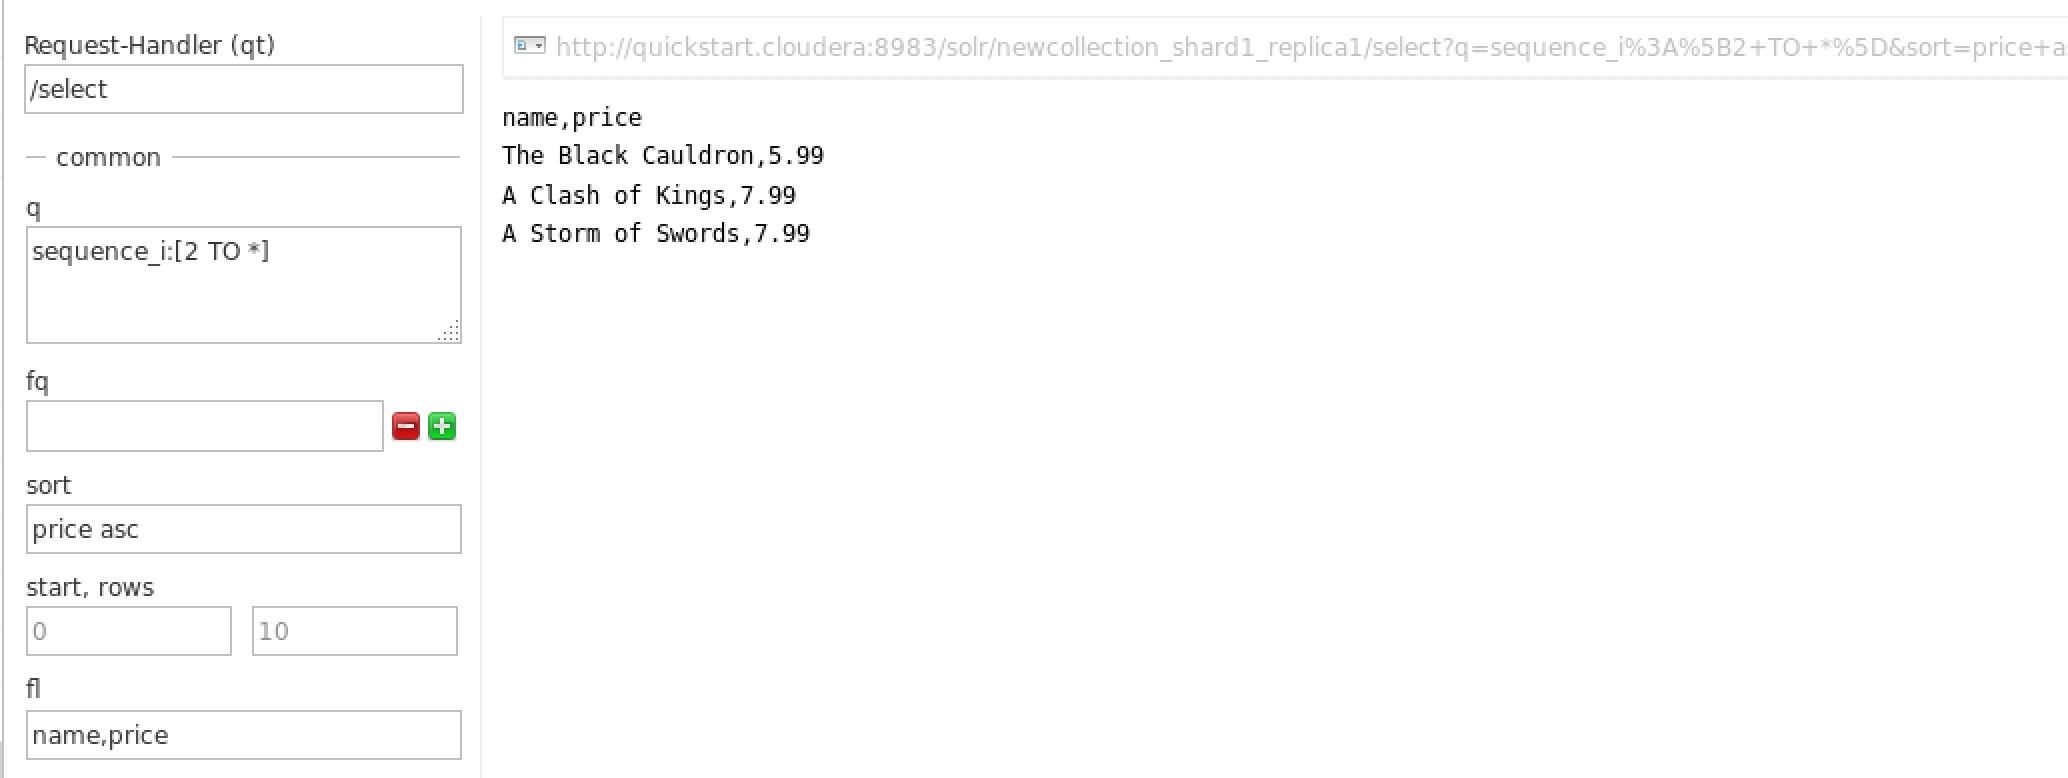 Request-Handler (qt)
/select
common
q
sequence_i:[2 TO *]
fq
sort
price asc
start, rows
0 10
fl
name,price
http://quickstart.cloudera:8983/solr/newcollection_shard1_replica1/select?q=sequence_i%3A%5B2+TO+*%5D&sort=price+a
name,price
The Black Cauldron,5.99
A Clash of Kings,7.99
A Storm of Swords,7.99